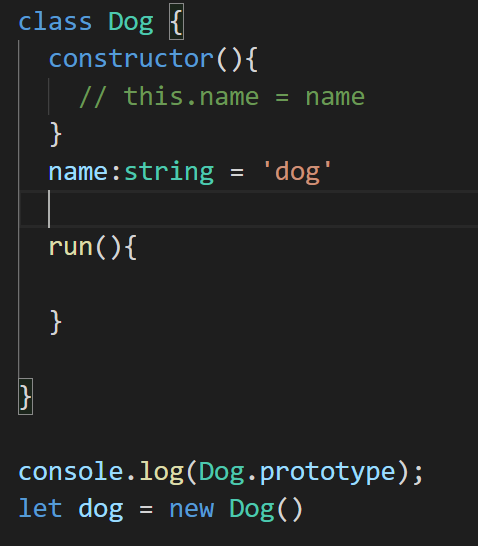 class Dog {
constructor(){
// this.name = name
}
name:string = 'dog'
run(){
}
}
console.log(Dog.prototype);
let dog = new Dog()